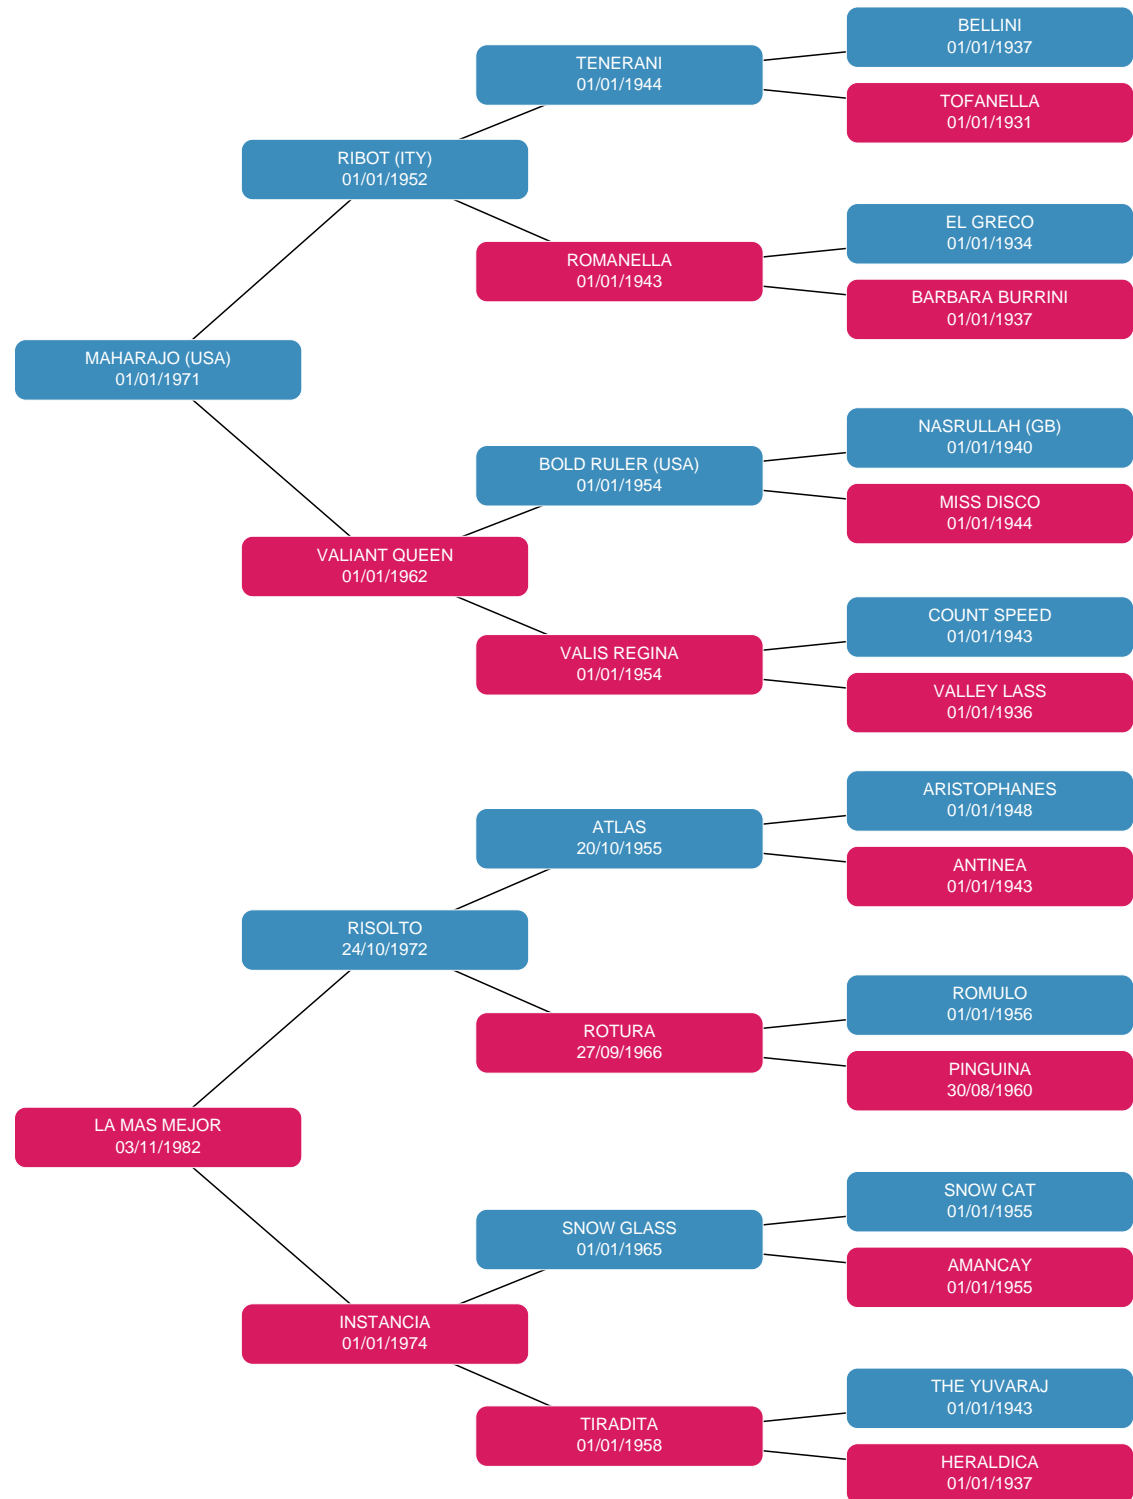 BELLINI
01/01/1937
TENERANI
01/01/1944
TOFANELLA
01/01/1931
RIBOT (ITY)
01/01/1952
EL GRECO
01/01/1934
ROMANELLA
01/01/1943
BARBARA BURRINI
01/01/1937
MAHARAJO (USA)
01/01/1971
NASRULLAH (GB)
01/01/1940
BOLD RULER (USA)
01/01/1954
MISS DISCO
01/01/1944
VALIANT QUEEN
01/01/1962
COUNT SPEED
01/01/1943
VALIS REGINA
01/01/1954
VALLEY LASS
01/01/1936
ARISTOPHANES
01/01/1948
ATLAS
20/10/1955
ANTINEA
01/01/1943
RISOLTO
24/10/1972
ROMULO
01/01/1956
ROTURA
27/09/1966
PINGUINA
30/08/1960
LA MAS MEJOR
03/11/1982
SNOW CAT
01/01/1955
SNOW GLASS
01/01/1965
AMANCAY
01/01/1955
INSTANCIA
01/01/1974
THE YUVARAJ
01/01/1943
TIRADITA
01/01/1958
HERALDICA
01/01/1937